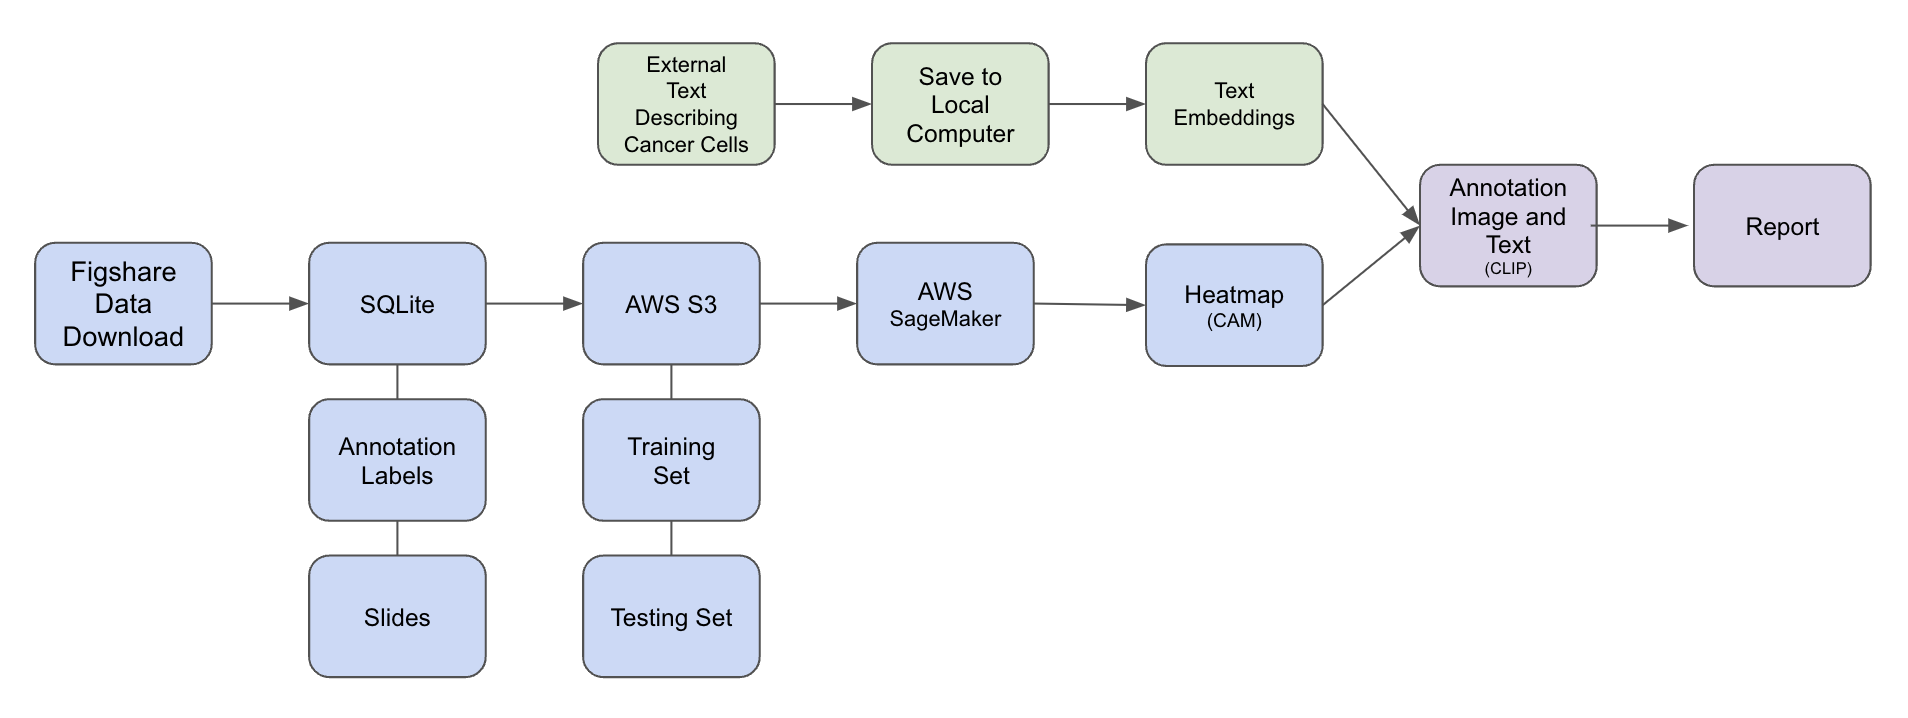 External
Text
Describing
Cancer Cells
Save to
Local
Computer
Text
Embeddings
Annotation
Image and
Text
(CLIP)
Report
Figshare
Data
Download
SQLite
AWS S3
AWS
SageMaker
Heatmap
(CAM)
Annotation
Labels
Training
Set
Slides
Testing Set